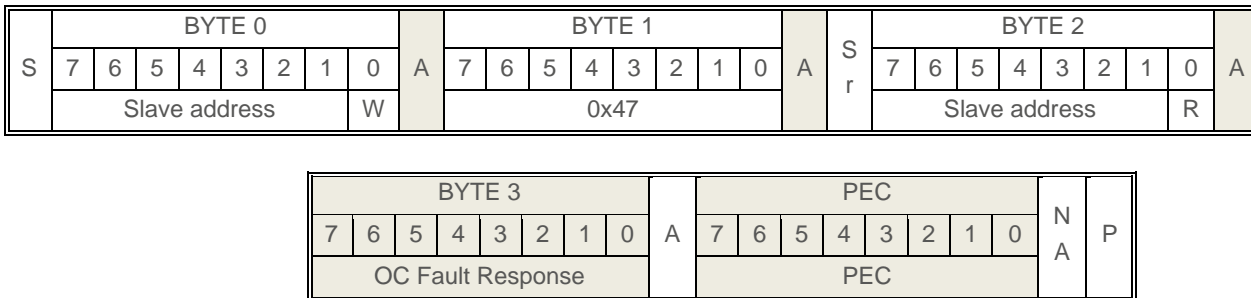 BYTE 0 BYTE 1 BYTE 2
S 7 6 5 4 3 2 1 0 A 7 6 5 4 3 2 1 0 A Sr 7 6 5 4 3 2 1 0 A
Slave address W 0x47 Slave address R
BYTE 3 PEC
7 6 5 4 3 2 1 0 A 7 6 5 4 3 2 1 0 NA P
OC Fault Response PEC